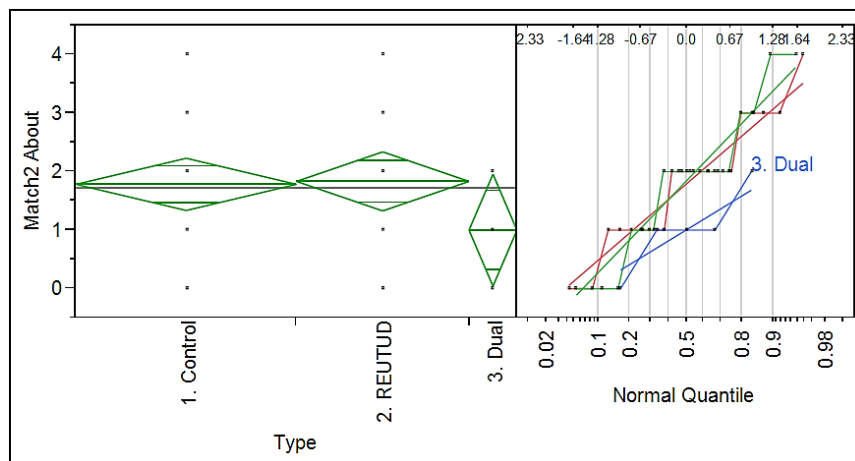 2.33 -1.64 1.28 -0.67 0.0 0.67 1.28 1.64 2.33
4
3
2
1
0
Match2 About
3. Dual
1. Control
2. REUTUD
3. Dual
0.02 0.1 0.2 0.5 0.8 0.9 0.98
Type
Normal Quantile